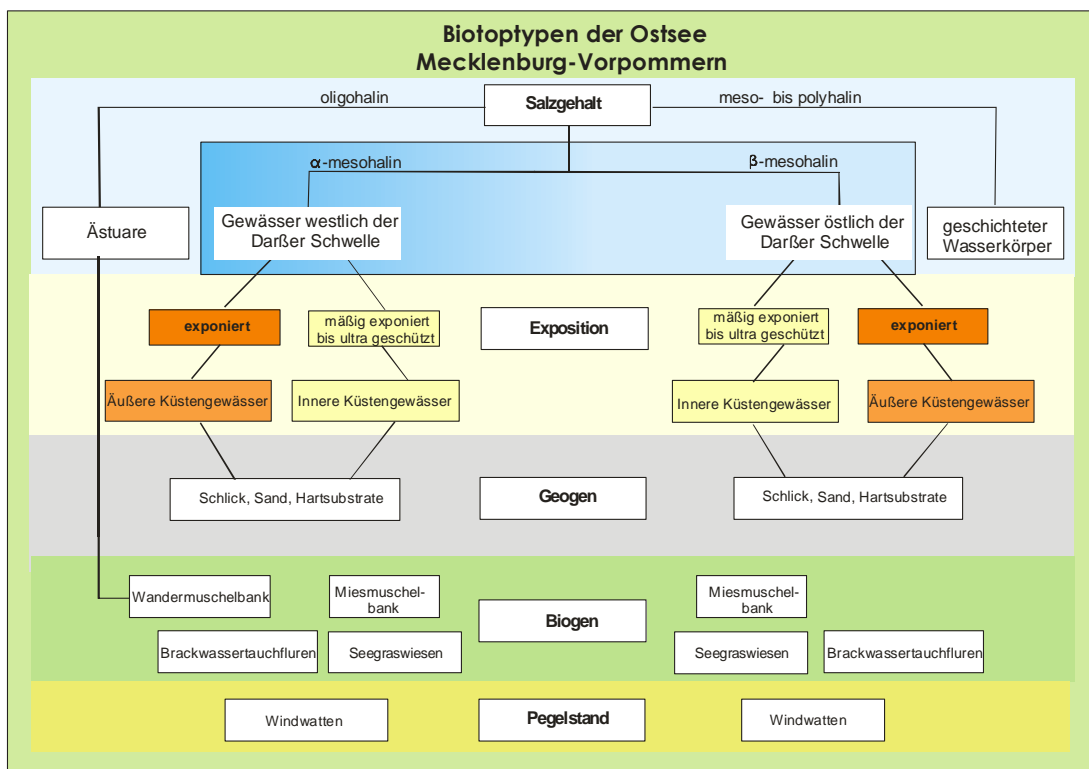 Biotoptypen der Ostsee
Mecklenburg-Vorpommern
oligohalin
Salzgehalt
meso- bis polyhalin
α-mesohalin
β-mesohalin
Ästuare
Gewässer westlich der
Darßer Schwelle
Gewässer östlich der
Darßer Schwelle
geschichteter
Wasserkörper
exponiert
mäßig exponiert
bis ultra geschützt
Exposition
mäßig exponiert
bis ultra geschützt
exponiert
Äußere Küstengewässer
Innere Küstengewässer
Innere Küstengewässer
Äußere Küstengewässer
Schlick, Sand, Hartsubstrate
Geogen
Schlick, Sand, Hartsubstrate
Wandermuschelbank
Miesmuschel-
bank
Biogen
Miesmuschel-
bank
Brackwassertauchfluren
Seegraswiesen
Seegraswiesen
Brackwassertauchfluren
Windwatten
Pegelstand
Windwatten